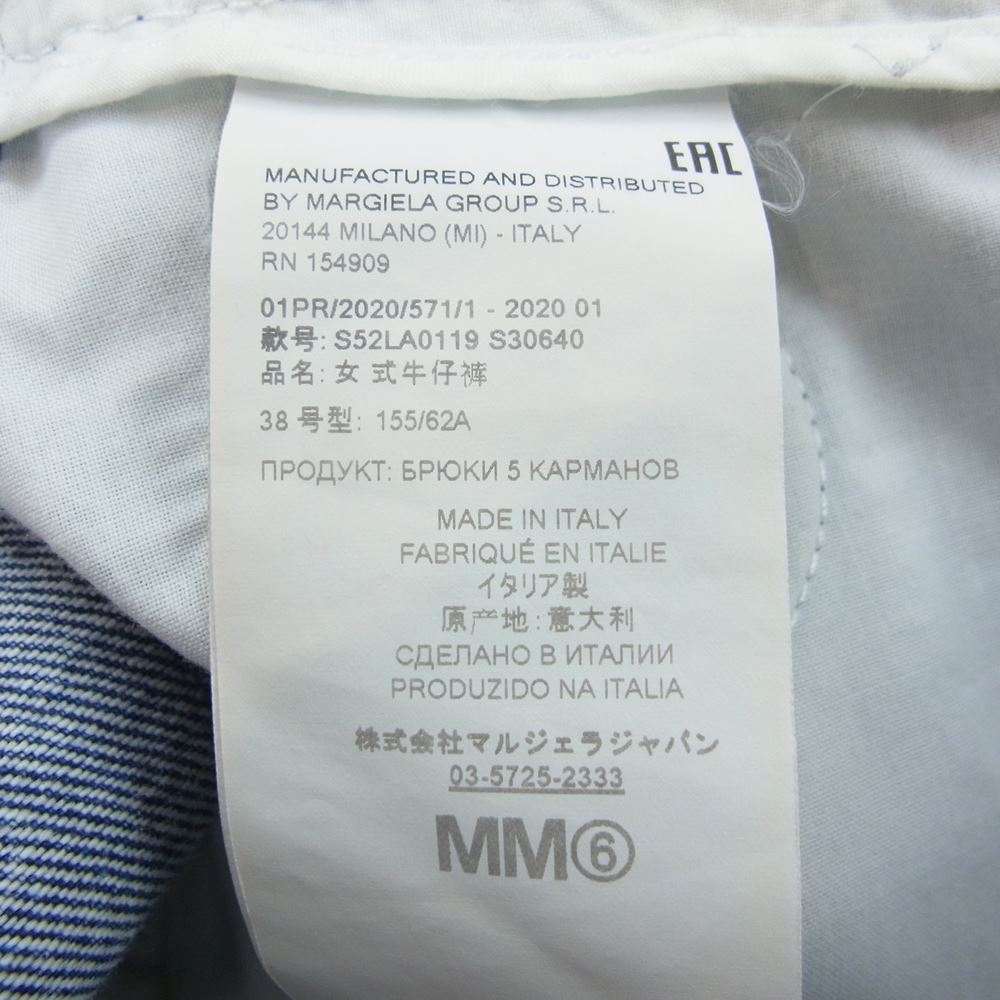 EAC
MANUFACTURED AND DISTRIBUTED
BY MARGIELA GROUP S.R.L.
20144 MILANO (MI) - ITALY
RN 154909
01PR/2020/571/1 - 2020 01
款号: S52LA0119 S30640
品名: 女 式牛仔裤
38 号型: 155/62A
ПРОДУКТ: БРЮКИ 5 КАРМАНОВ
MADE IN ITALY
FABRIQUÉ EN ITALIE
イタリア製
原产地: 意大利
СДЕЛАНО В ИТАЛИИ
PRODUZIDO NA ITALIA
株式会社マルジェラジャパン
03-5725-2333
MM⑥